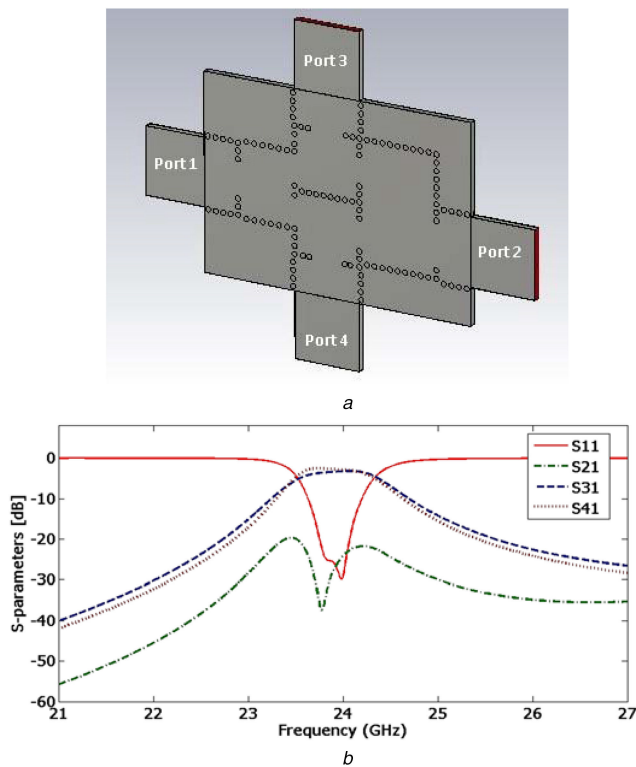 Port 3
Port 1
Port 2
Port 4
a
S-parameters [dB]
0
-10
-20
-30
-40
-50
-60
S11
S21
S31
S41
21
22
23
24
25
26
27
Frequency (GHz)
b